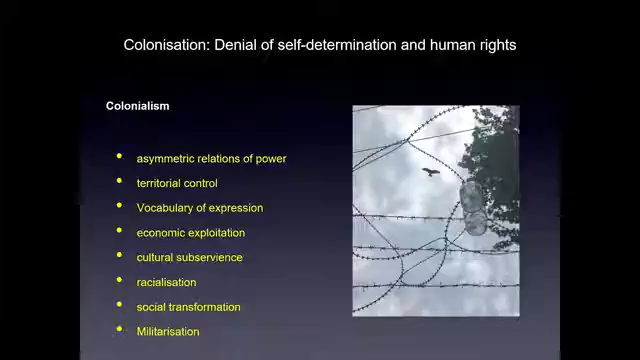 Colonisation: Denial of self-determination and human rights
Colonialism
• asymmetric relations of power
• territorial control
• Vocabulary of expression
• economic exploitation
• cultural subservience
• racialisation
• social transformation
• Militarisation